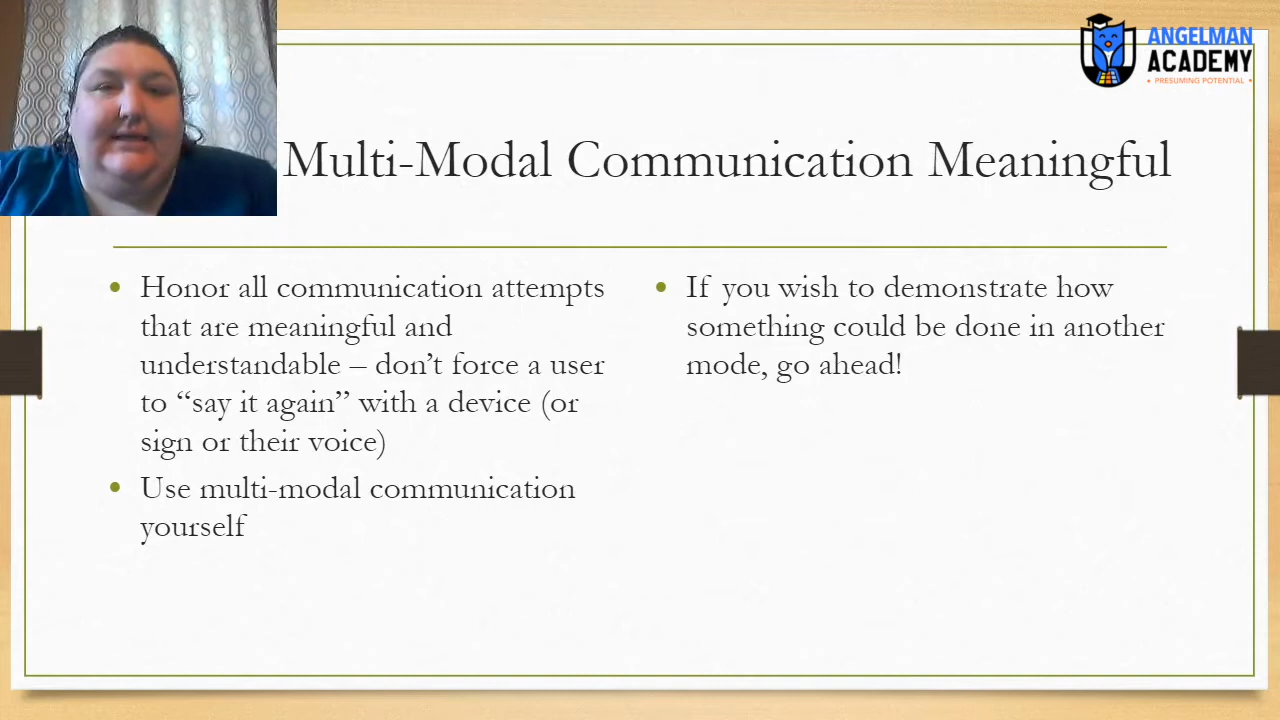 ANGELMAN
ACADEMY
• PRESUMING POTENTIAL •
Multi-Modal Communication Meaningful
• Honor all communication attempts
that are meaningful and
understandable – don’t force a user
to “say it again” with a device (or
sign or their voice)
• Use multi-modal communication
yourself
• If you wish to demonstrate how
something could be done in another
mode, go ahead!